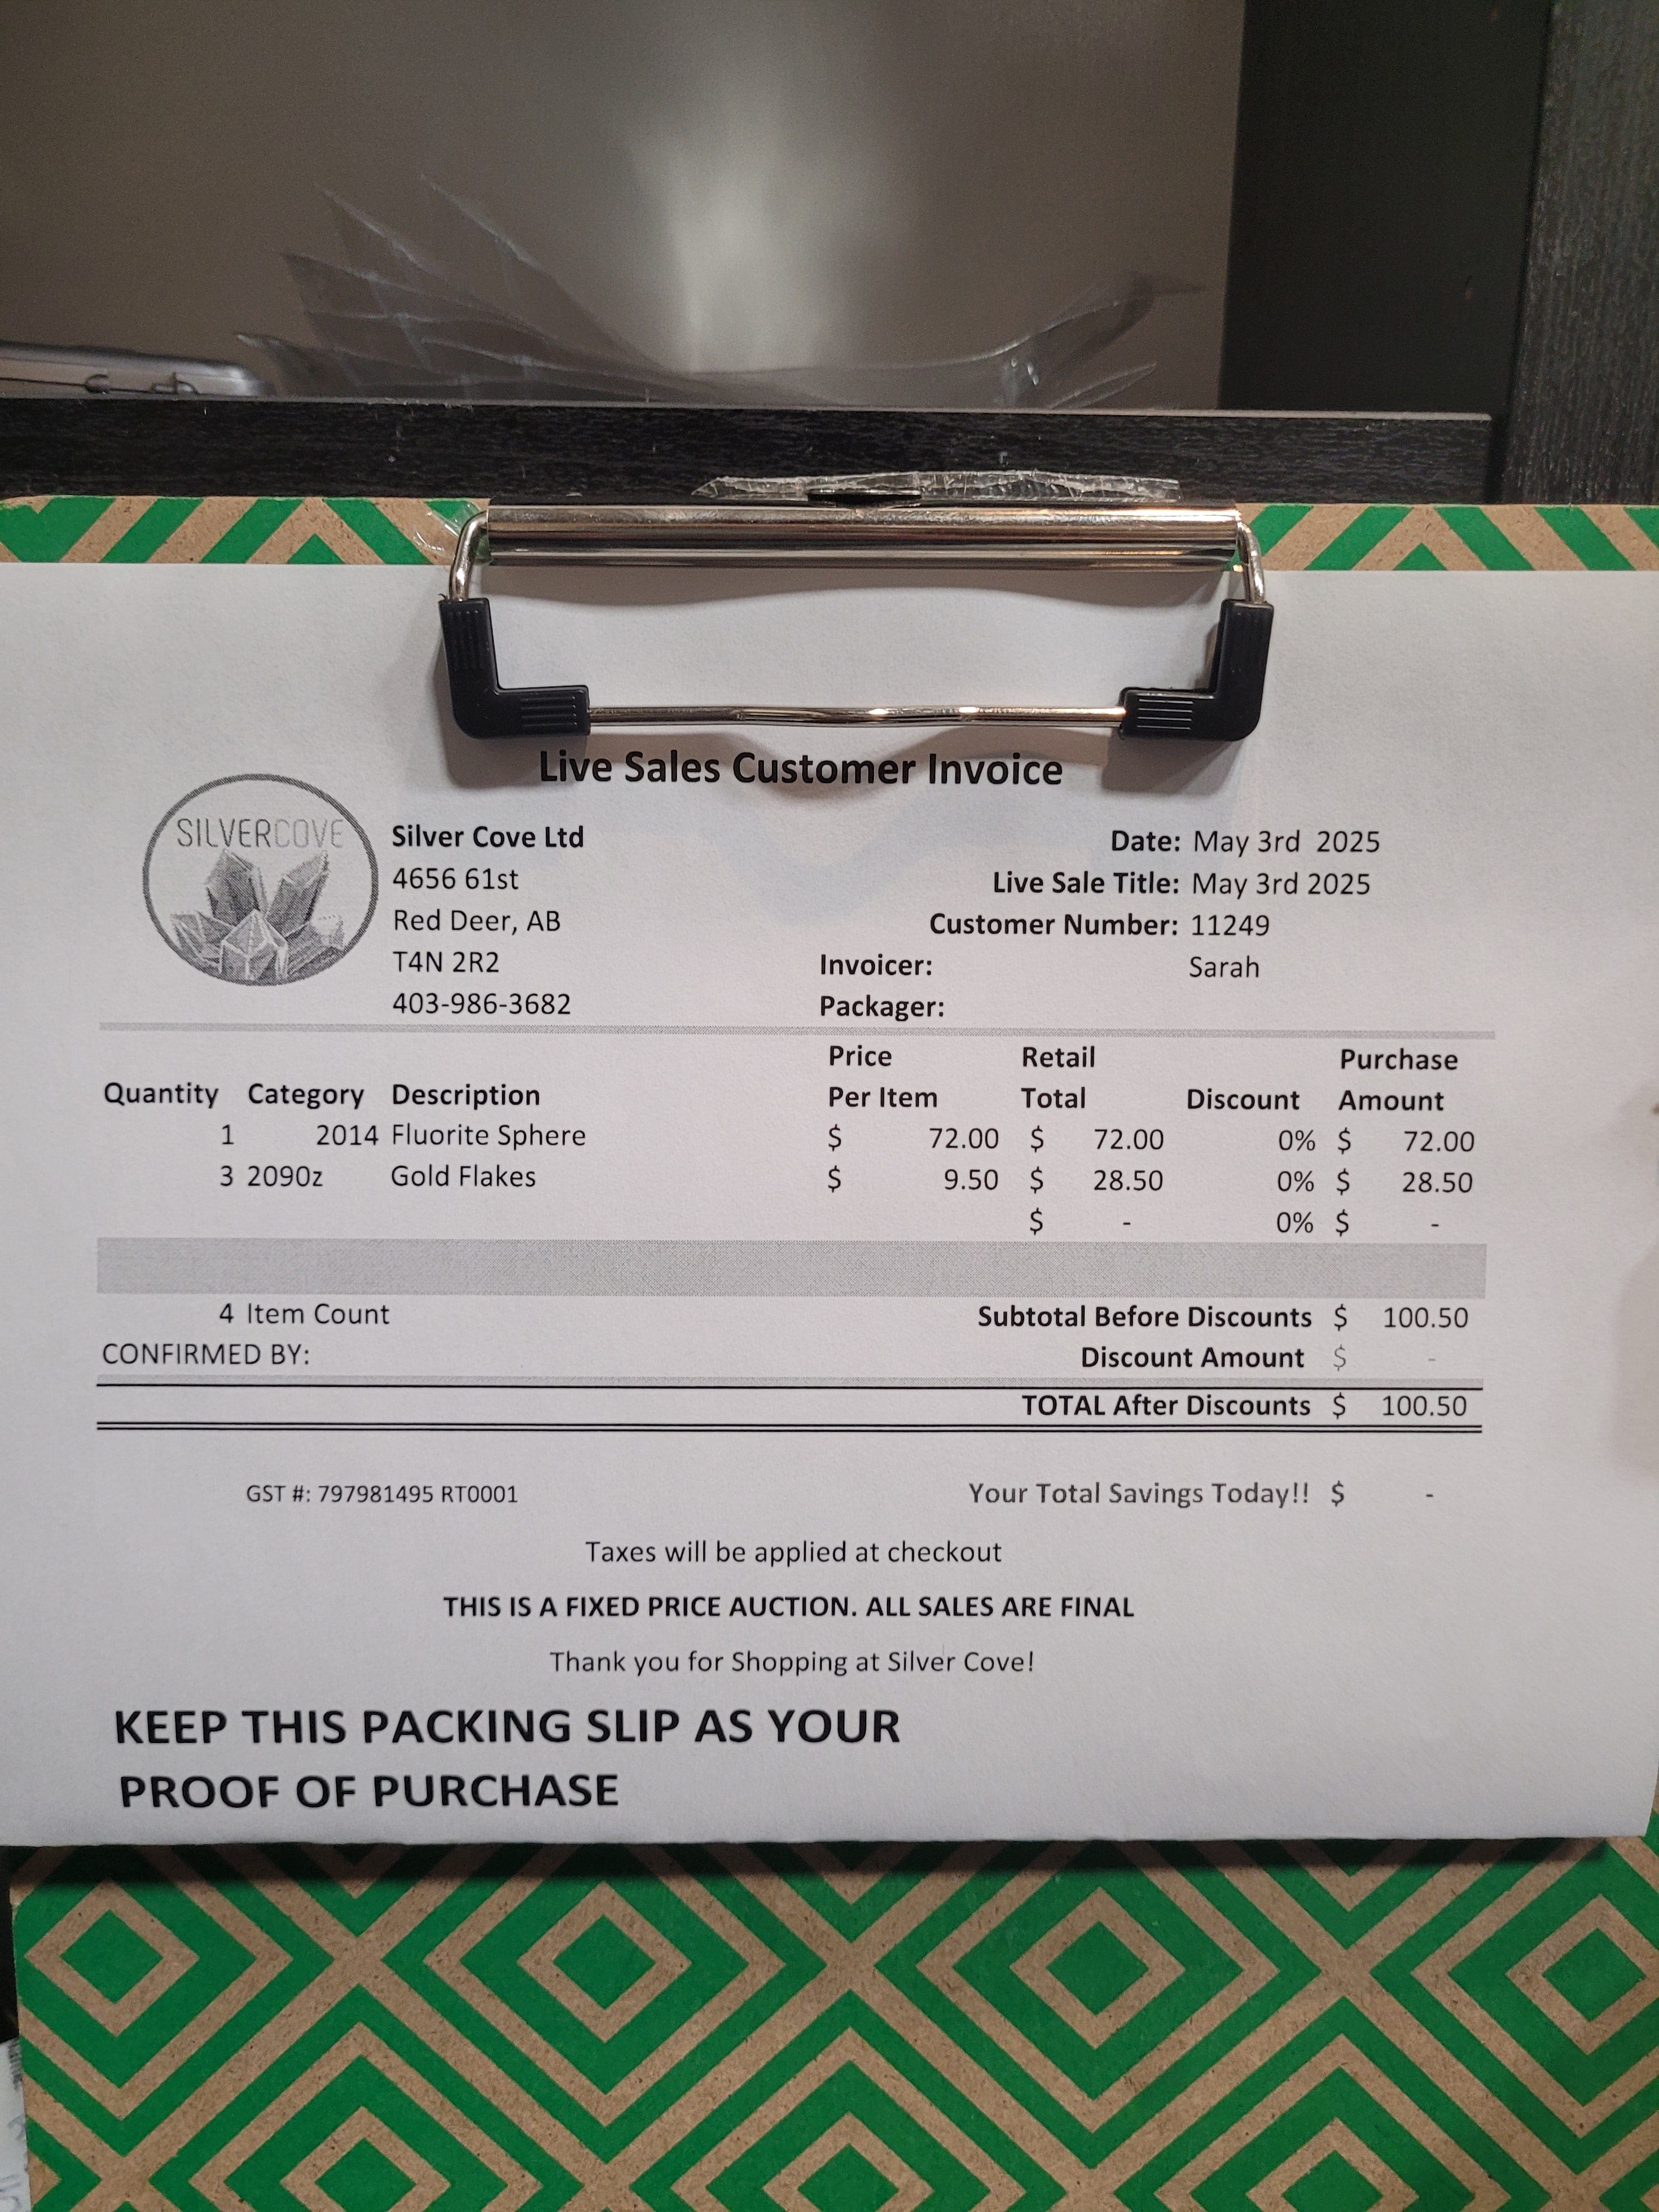 Live Sales Customer Invoice
SILVERCOVE
Silver Cove Ltd
4656 61st
Red Deer, AB
T4N 2R2
403-986-3682
Date: May 3rd 2025
Live Sale Title: May 3rd 2025
Customer Number: 11249
Invoicer: Sarah
Packager:
Quantity Category Description Price Per Item Retail Total Discount Purchase Amount
1 2014 Fluorite Sphere $ 72.00 $ 72.00 0% $ 72.00
3 2090z Gold Flakes $ 9.50 $ 28.50 0% $ 28.50
$ - 0% $ -
4 Item Count Subtotal Before Discounts $ 100.50
CONFIRMED BY: Discount Amount $ -
TOTAL After Discounts $ 100.50
GST #: 797981495 RT0001 Your Total Savings Today!! $ -
Taxes will be applied at checkout
THIS IS A FIXED PRICE AUCTION. ALL SALES ARE FINAL
Thank you for Shopping at Silver Cove!
KEEP THIS PACKING SLIP AS YOUR
PROOF OF PURCHASE